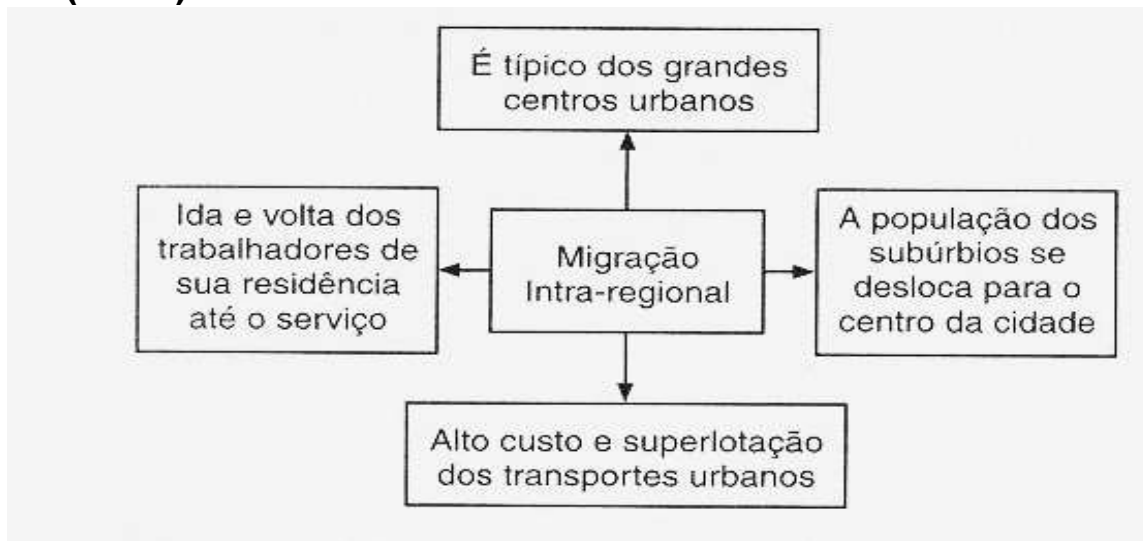 É típico dos grandes
centros urbanos
Ida e volta dos
trabalhadores de
sua residência
até o serviço
Migração
Intra-regional
A população dos
subúrbios se
desloca para o
centro da cidade
Alto custo e superlotação
dos transportes urbanos